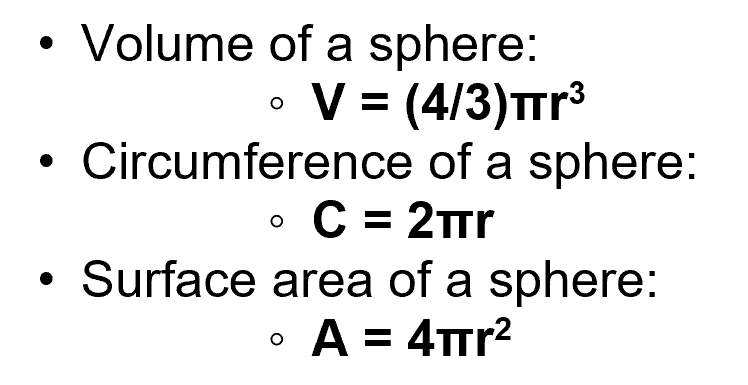 • Volume of a sphere:
◦ V = (4/3)πr³
• Circumference of a sphere:
◦ C = 2πr
• Surface area of a sphere:
◦ A = 4πr²